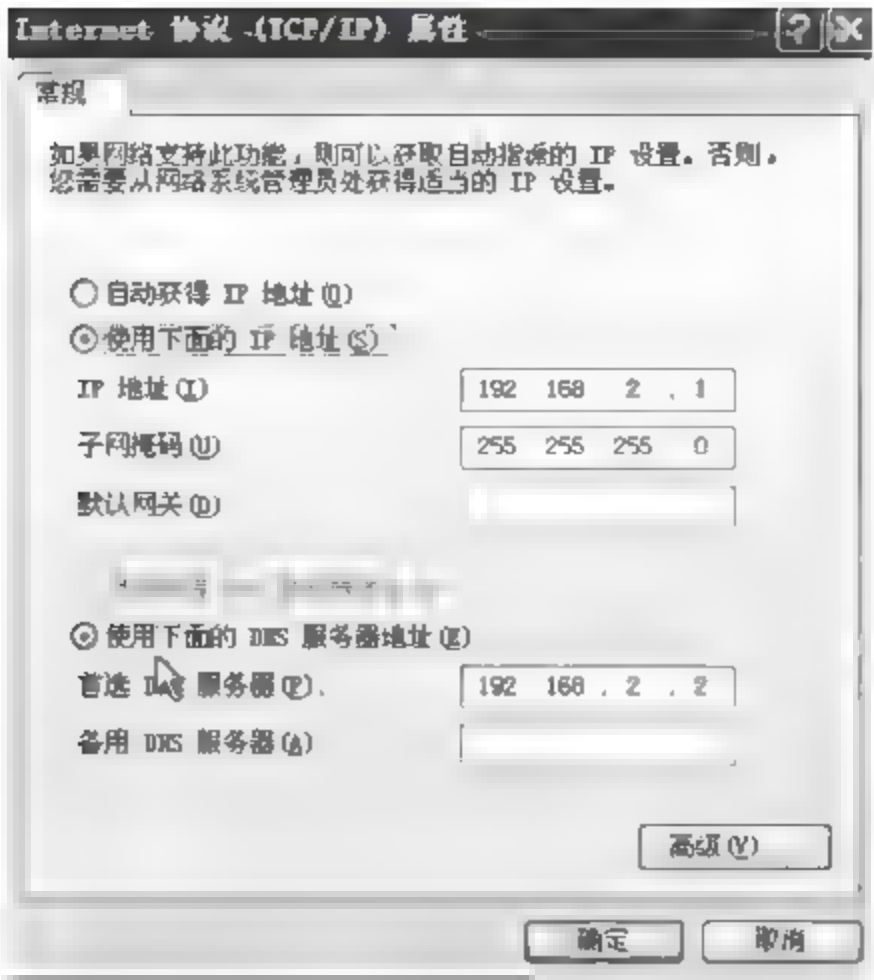 Internet 协议 (TCP/IP) 属性
常规
如果网络支持此功能，则可以获取自动指派的 IP 设置。否则，
您需要从网络系统管理员处获得适当的 IP 设置。
自动获得 IP 地址(O)
使用下面的 IP 地址(S)
IP 地址(I) 192 168 2 . 1
子网掩码(U) 255 255 255 0
默认网关(D)
使用下面的 DNS 服务器地址(E)
首选 DNS 服务器(P). 192 168 . 2 . 2
备用 DNS 服务器(A)
高级(V)
确定 取消